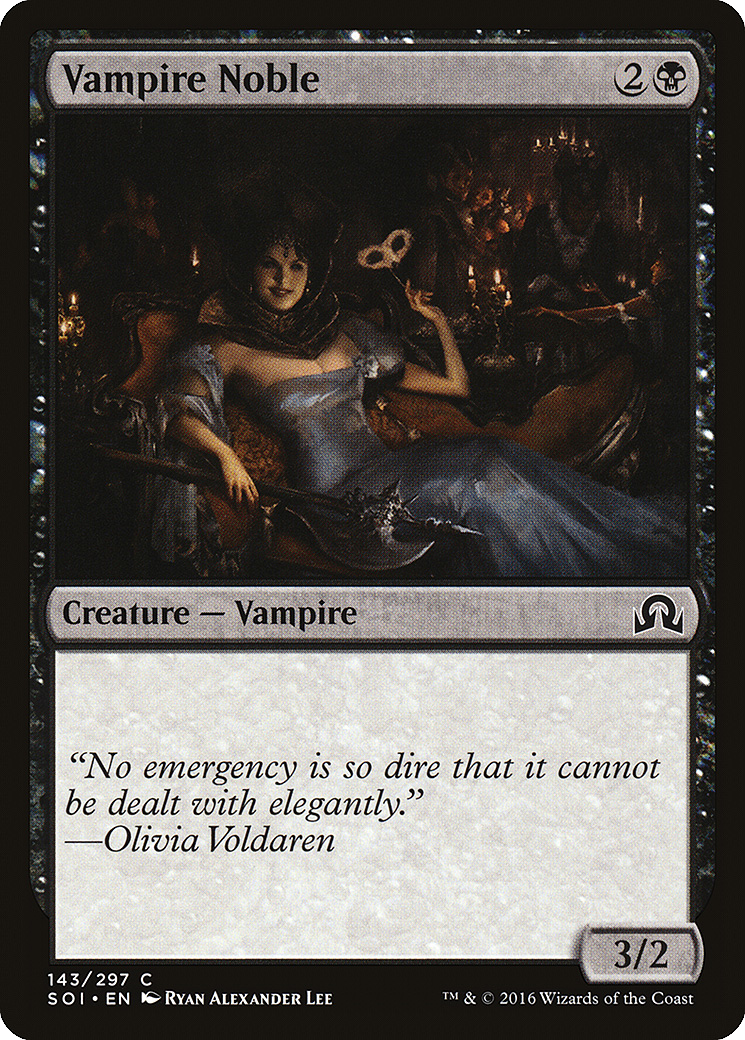 Vampire Noble 2
Creature — Vampire
“No emergency is so dire that it cannot
be dealt with elegantly.”
—Olivia Voldaren
3/2
143/297 C
SOI • EN Ryan Alexander Lee
™ & © 2016 Wizards of the Coast